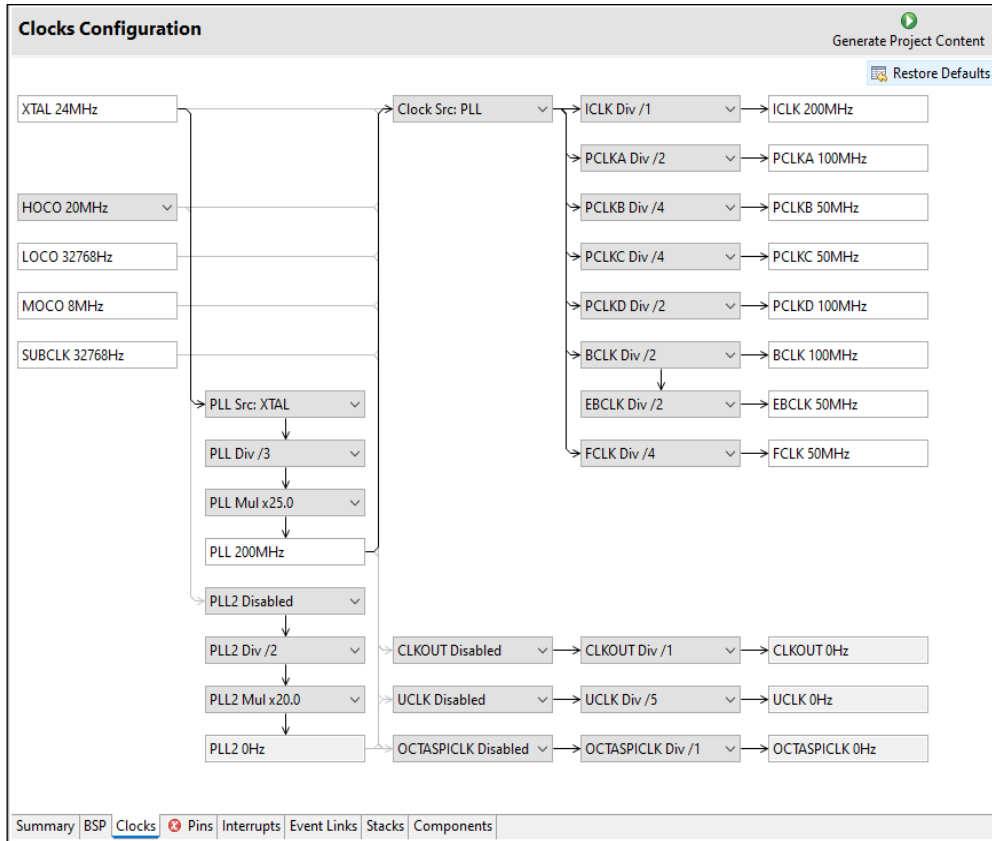 Clocks Configuration
Generate Project Content
Restore Defaults
XTAL 24MHz
Clock Src: PLL
ICLK Div /1
ICLK 200MHz
PCLKA Div /2
PCLKA 100MHz
HOCO 20MHz
PCLKB Div /4
PCLKB 50MHz
LOCO 32768Hz
PCLKC Div /4
PCLKC 50MHz
MOCO 8MHz
PCLKD Div /2
PCLKD 100MHz
SUBCLK 32768Hz
BCLK Div /2
BCLK 100MHz
PLL Src: XTAL
EBCLK Div /2
EBCLK 50MHz
PLL Div /3
FCLK Div /4
FCLK 50MHz
PLL Mul x25.0
PLL 200MHz
PLL2 Disabled
PLL2 Div /2
CLKOUT Disabled
CLKOUT Div /1
CLKOUT 0Hz
PLL2 Mul x20.0
UCLK Disabled
UCLK Div /5
UCLK 0Hz
PLL2 0Hz
OCTASPICLK Disabled
OCTASPICLK Div /1
OCTASPICLK 0Hz
Summary BSP Clocks Pins Interrupts Event Links Stacks Components